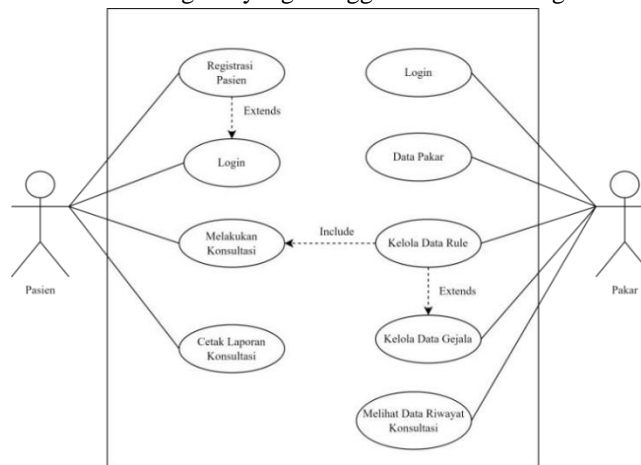 Registrasi
Pasien
Login
Extends
Login
Data Pakar
Melakukan
Konsultasi
Include
Kelola Data Rule
Pasien
Pakar
Extends
Cetak Laporan
Konsultasi
Kelola Data Gejala
Melihat Data Riwayat
Konsultasi